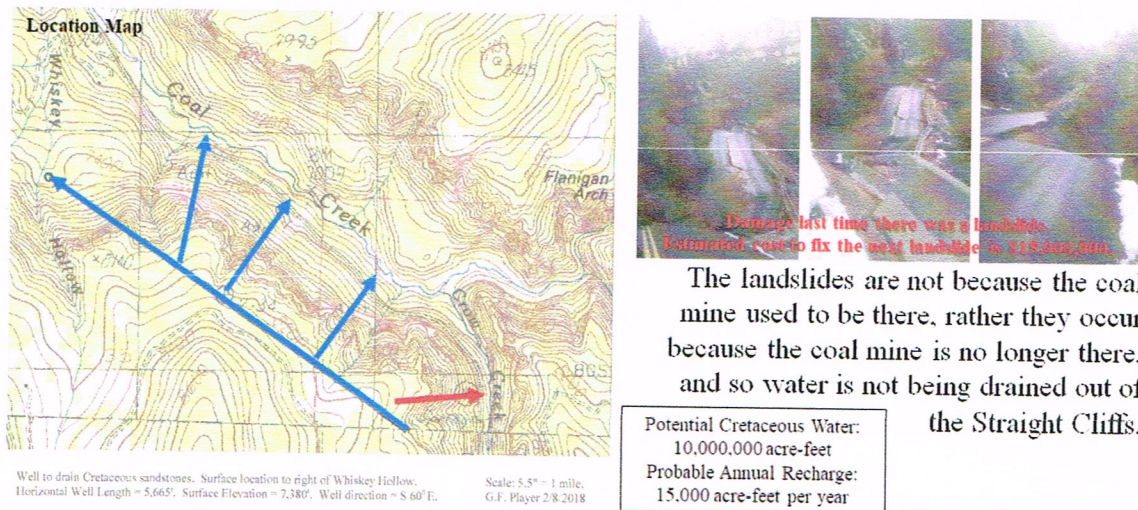 Location Map
Whiskey
Hollow
Coal
Creek
Flanigan
Arch
Crow
Creek
Well to drain Cretaceous sandstones. Surface location to right of Whiskey Hollow.
Horizontal Well Length = 5,665'. Surface Elevation = 7,380'. Well direction = S 60° E.
Scale: 5.5" = 1 mile.
G.F. Player 2/8/2018
Damage last time there was a landslide.
Estimated cost to fix the next landslide is $15,000,000.
The landslides are not because the coal
mine used to be there, rather they occur
because the coal mine is no longer there,
and so water is not being drained out of
the Straight Cliffs.
Potential Cretaceous Water:
10,000,000 acre-feet
Probable Annual Recharge:
15,000 acre-feet per year